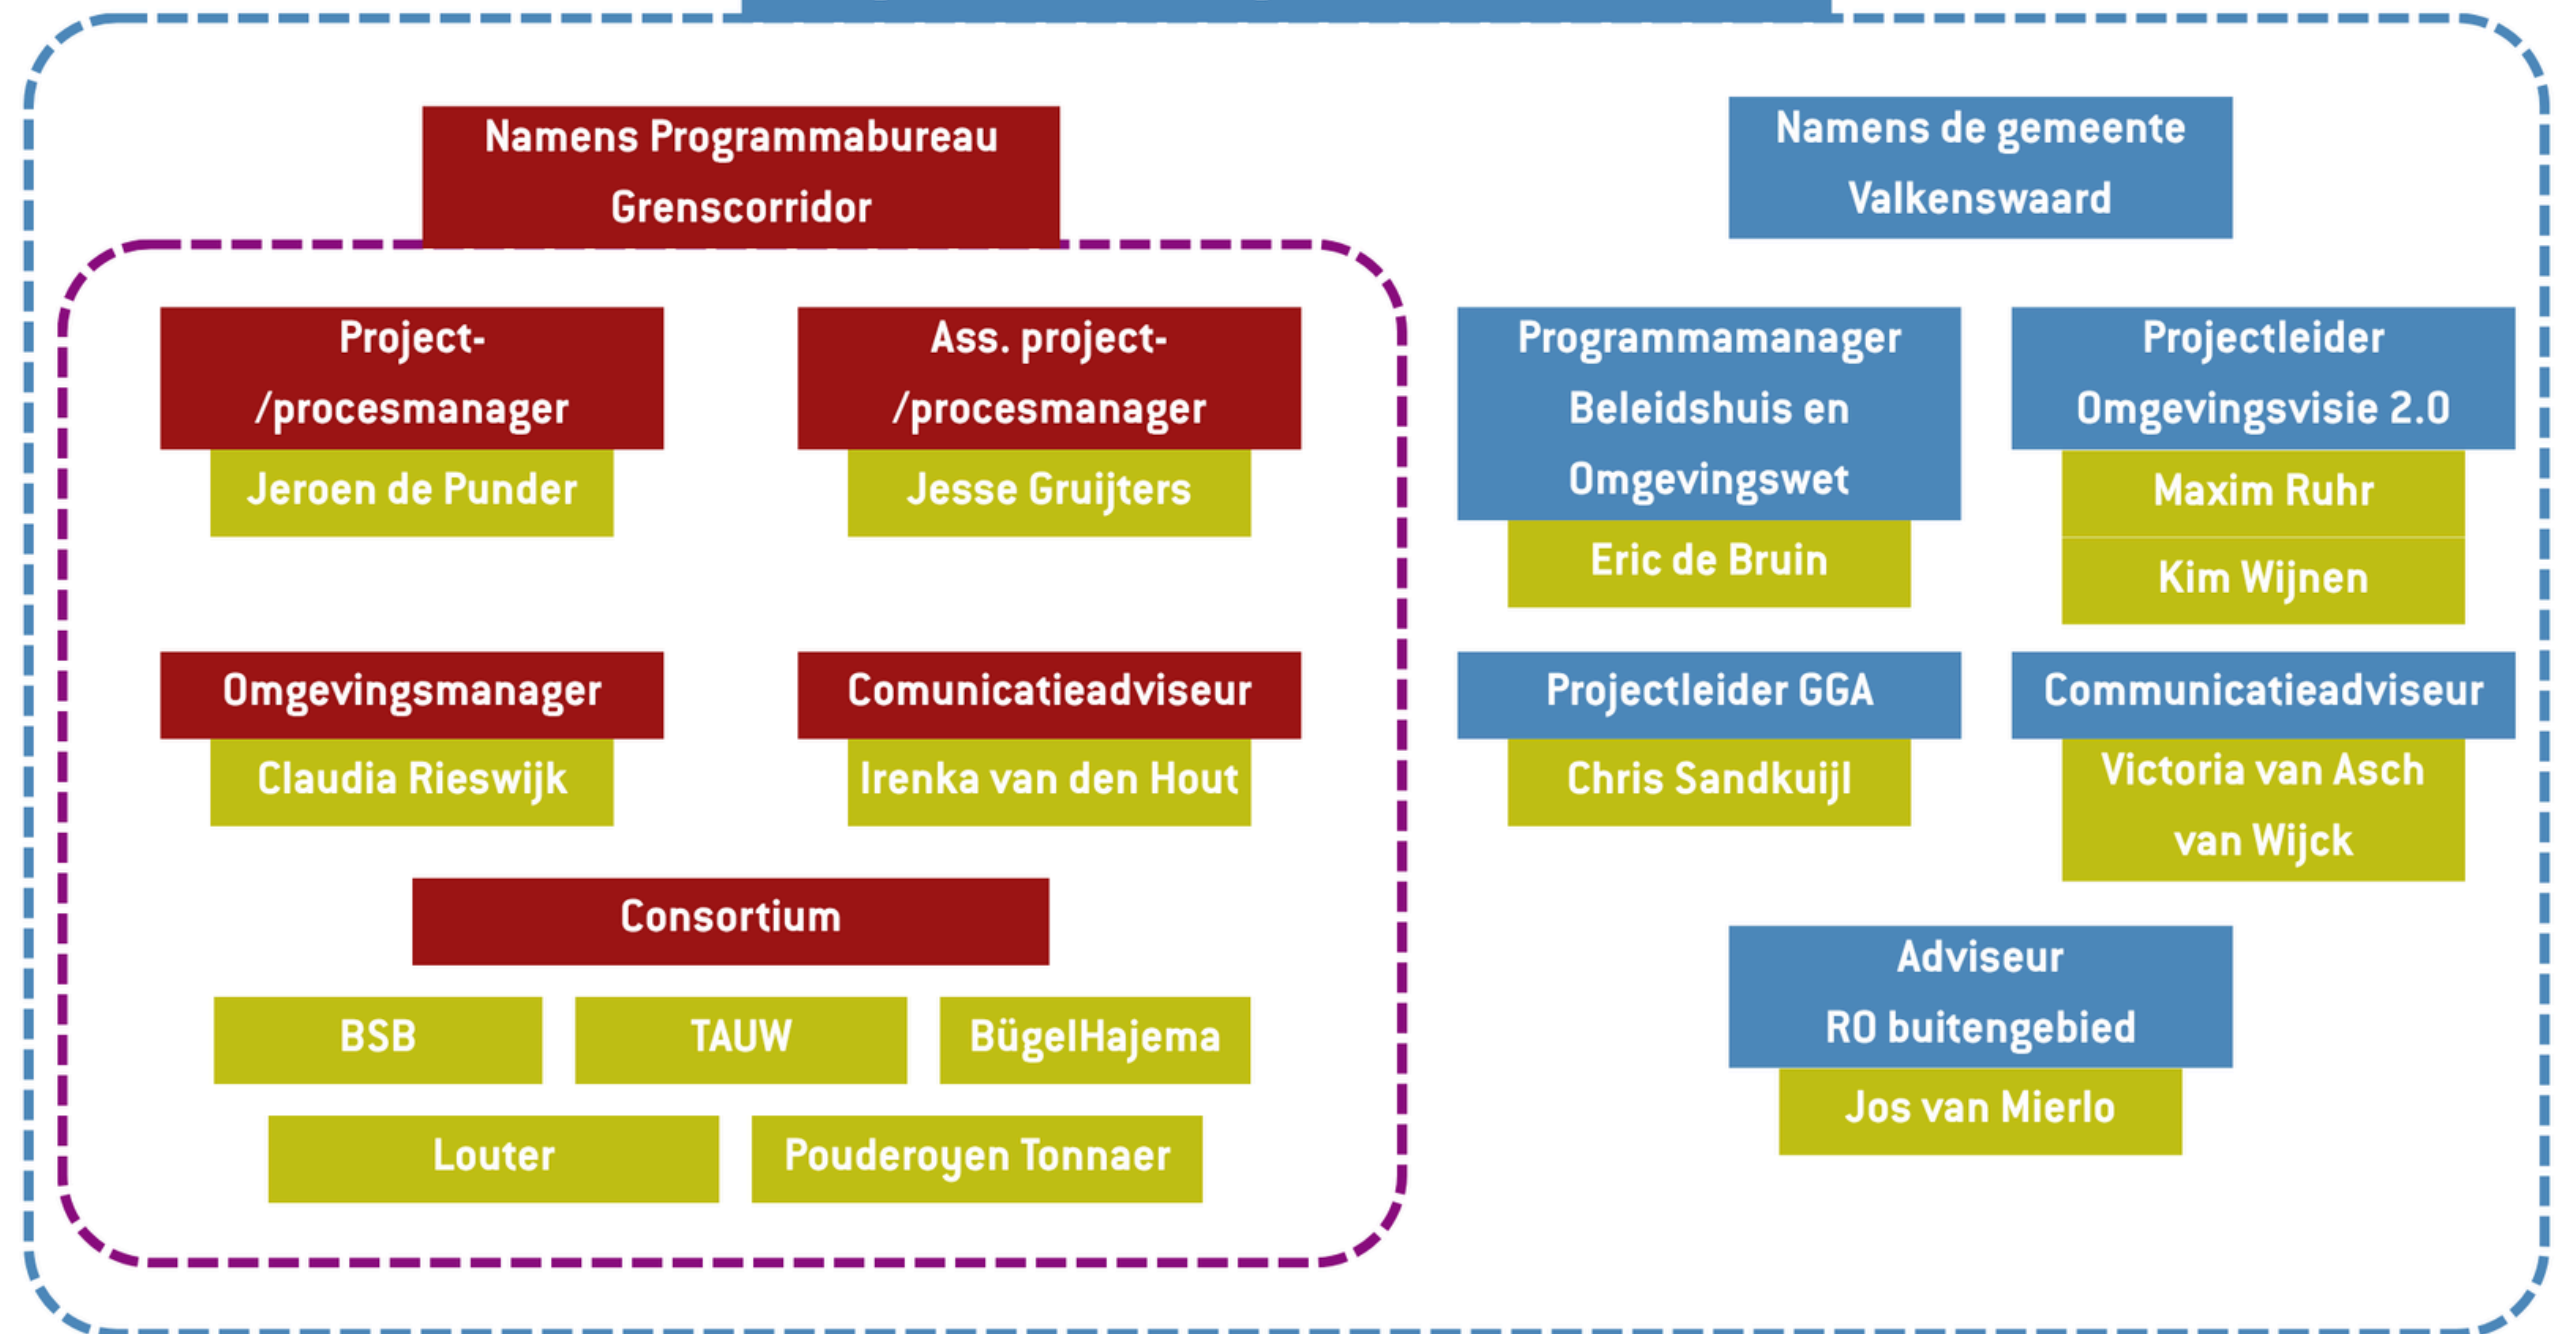 Namens Programmabureau
Grenscorridor
Project-
/procesmanager
Jeroen de Punder
Ass. project-
/procesmanager
Jesse Gruijters
Omgevingsmanager
Claudia Rieswijk
Comunicatieadviseur
Irenka van den Hout
Consortium
BSB
TAUW
BügelHajema
Louter
Pouderoyen Tonnaer
Namens de gemeente
Valkenswaard
Programmamanager
Beleidshuis en
Omgevingswet
Eric de Bruin
Projectleider
Omgevingsvisie 2.0
Maxim Ruhr
Kim Wijnen
Projectleider GGA
Chris Sandkuijl
Communicatieadviseur
Victoria van Asch
van Wijck
Adviseur
RO buitengebied
Jos van Mierlo